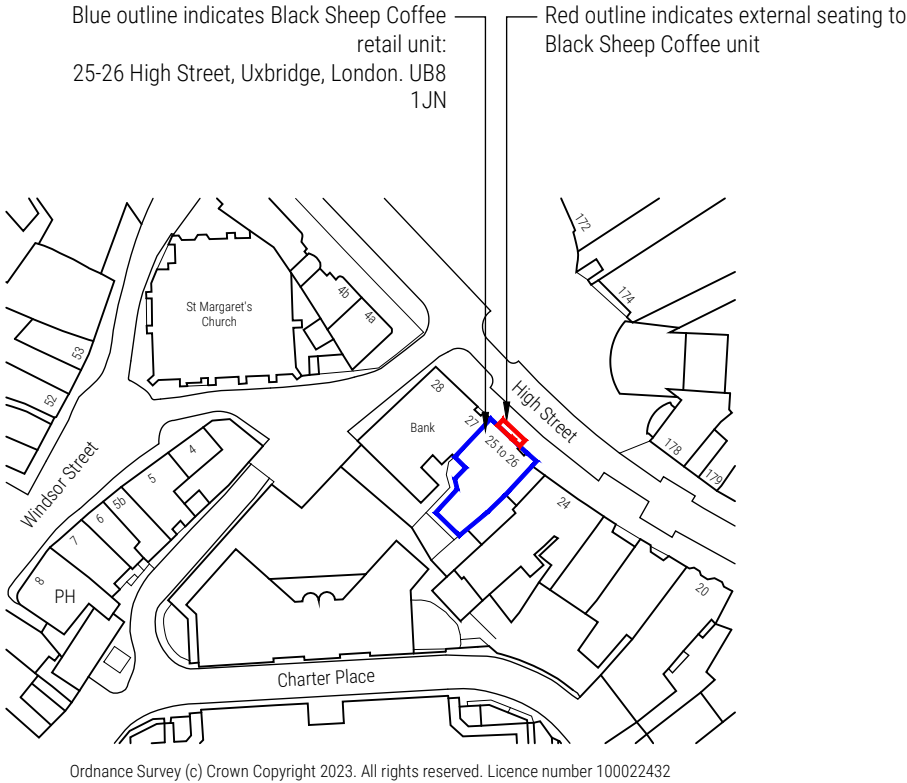 Blue outline indicates Black Sheep Coffee
retail unit:
25-26 High Street, Uxbridge, London. UB8
1JN
Red outline indicates external seating to
Black Sheep Coffee unit
172
174
4b
4a
St Margaret's
Church
53
52
28
High Street
27
Bank
25 to 26
178
179
Windsor Street
4
5
5b
6
7
8
PH
24
20
Charter Place
Ordnance Survey (c) Crown Copyright 2023. All rights reserved. Licence number 100022432